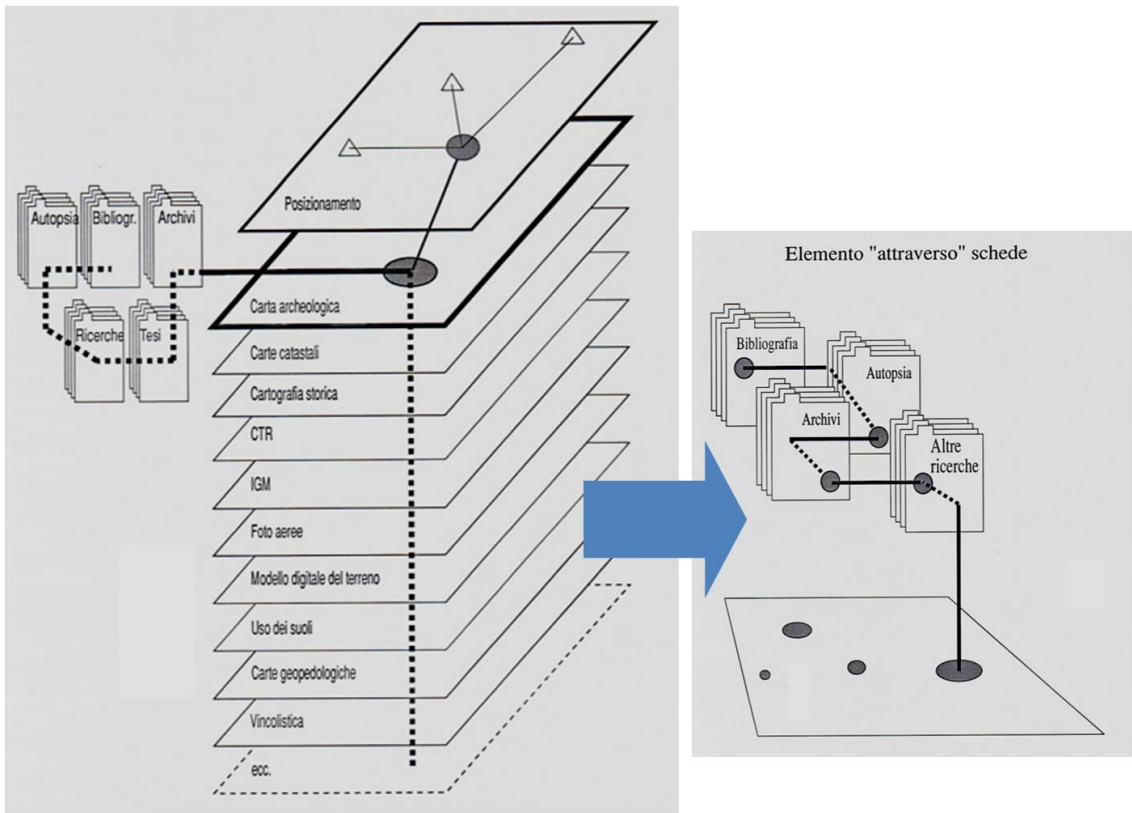 Posizionamento
Autopsia
Bibliogr.
Archivi
Ricerche
Tesi
Carta archeologica
Carte catastali
Cartografia storica
CTR
IGM
Foto aeree
Modello digitale del terreno
Uso dei suoli
Carte geopedologiche
Vincolistica
ecc.
Elemento "attraverso" schede
Bibliografia
Autopsia
Archivi
Altre
ricerche